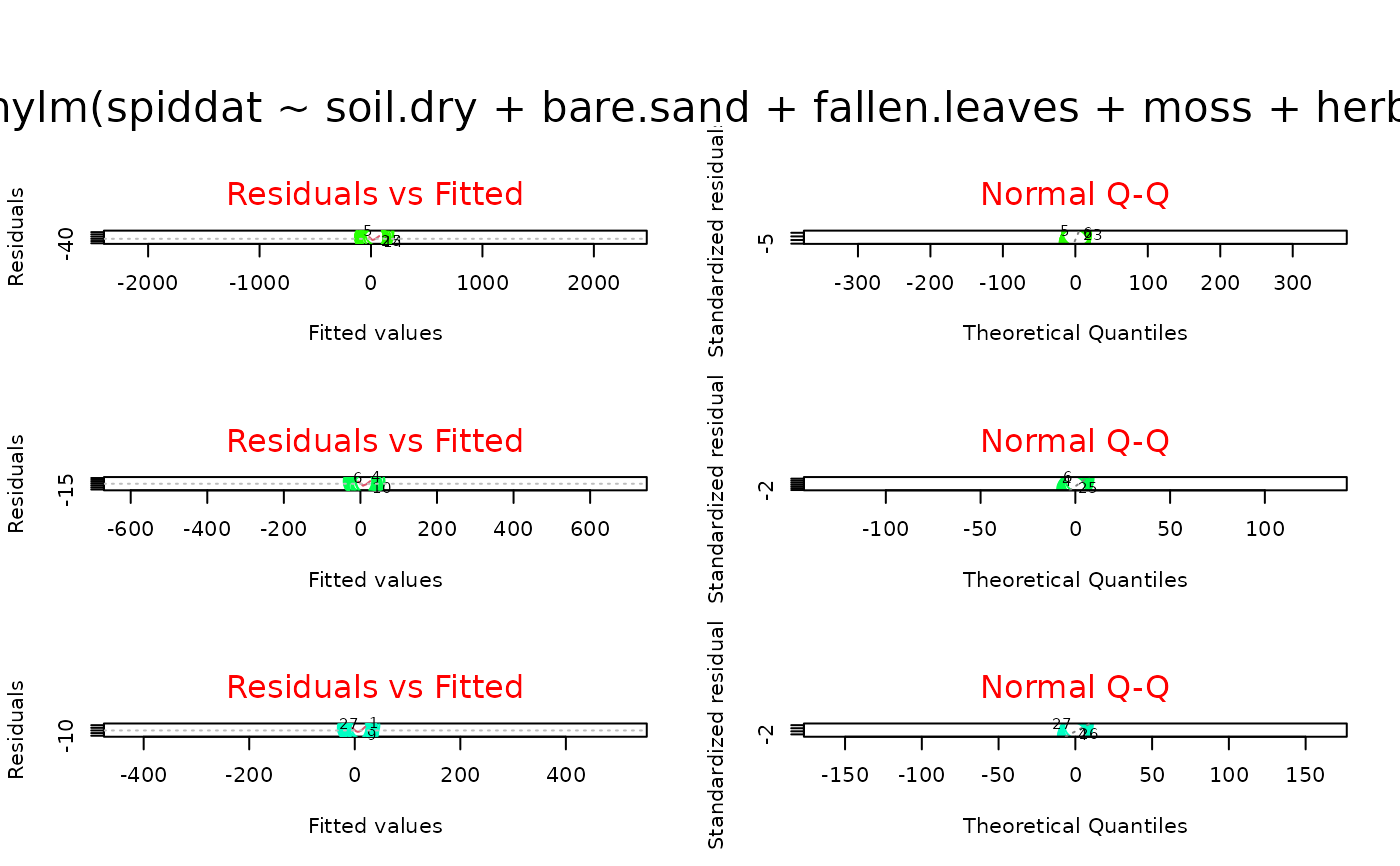 nylm(spiddat ~ soil.dry + bare.sand + fallen.leaves + moss + herb
Residuals vs Fitted
Residuals
-40
5
-2000 -1000 0 1000 2000
Fitted values
Normal Q-Q
Standardized residuals
-5
5
-300 -200 -100 0 100 200 300
Theoretical Quantiles
Residuals vs Fitted
Residuals
-15
6 4
10
-600 -400 -200 0 200 400 600
Fitted values
Normal Q-Q
Standardized residual
-2
6
25
-100 -50 0 50 100
Theoretical Quantiles
Residuals vs Fitted
Residuals
-10
27 1
9
-400 -200 0 200 400
Fitted values
Normal Q-Q
Standardized residual
-2
27
-150 -100 -50 0 50 100 150
Theoretical Quantiles